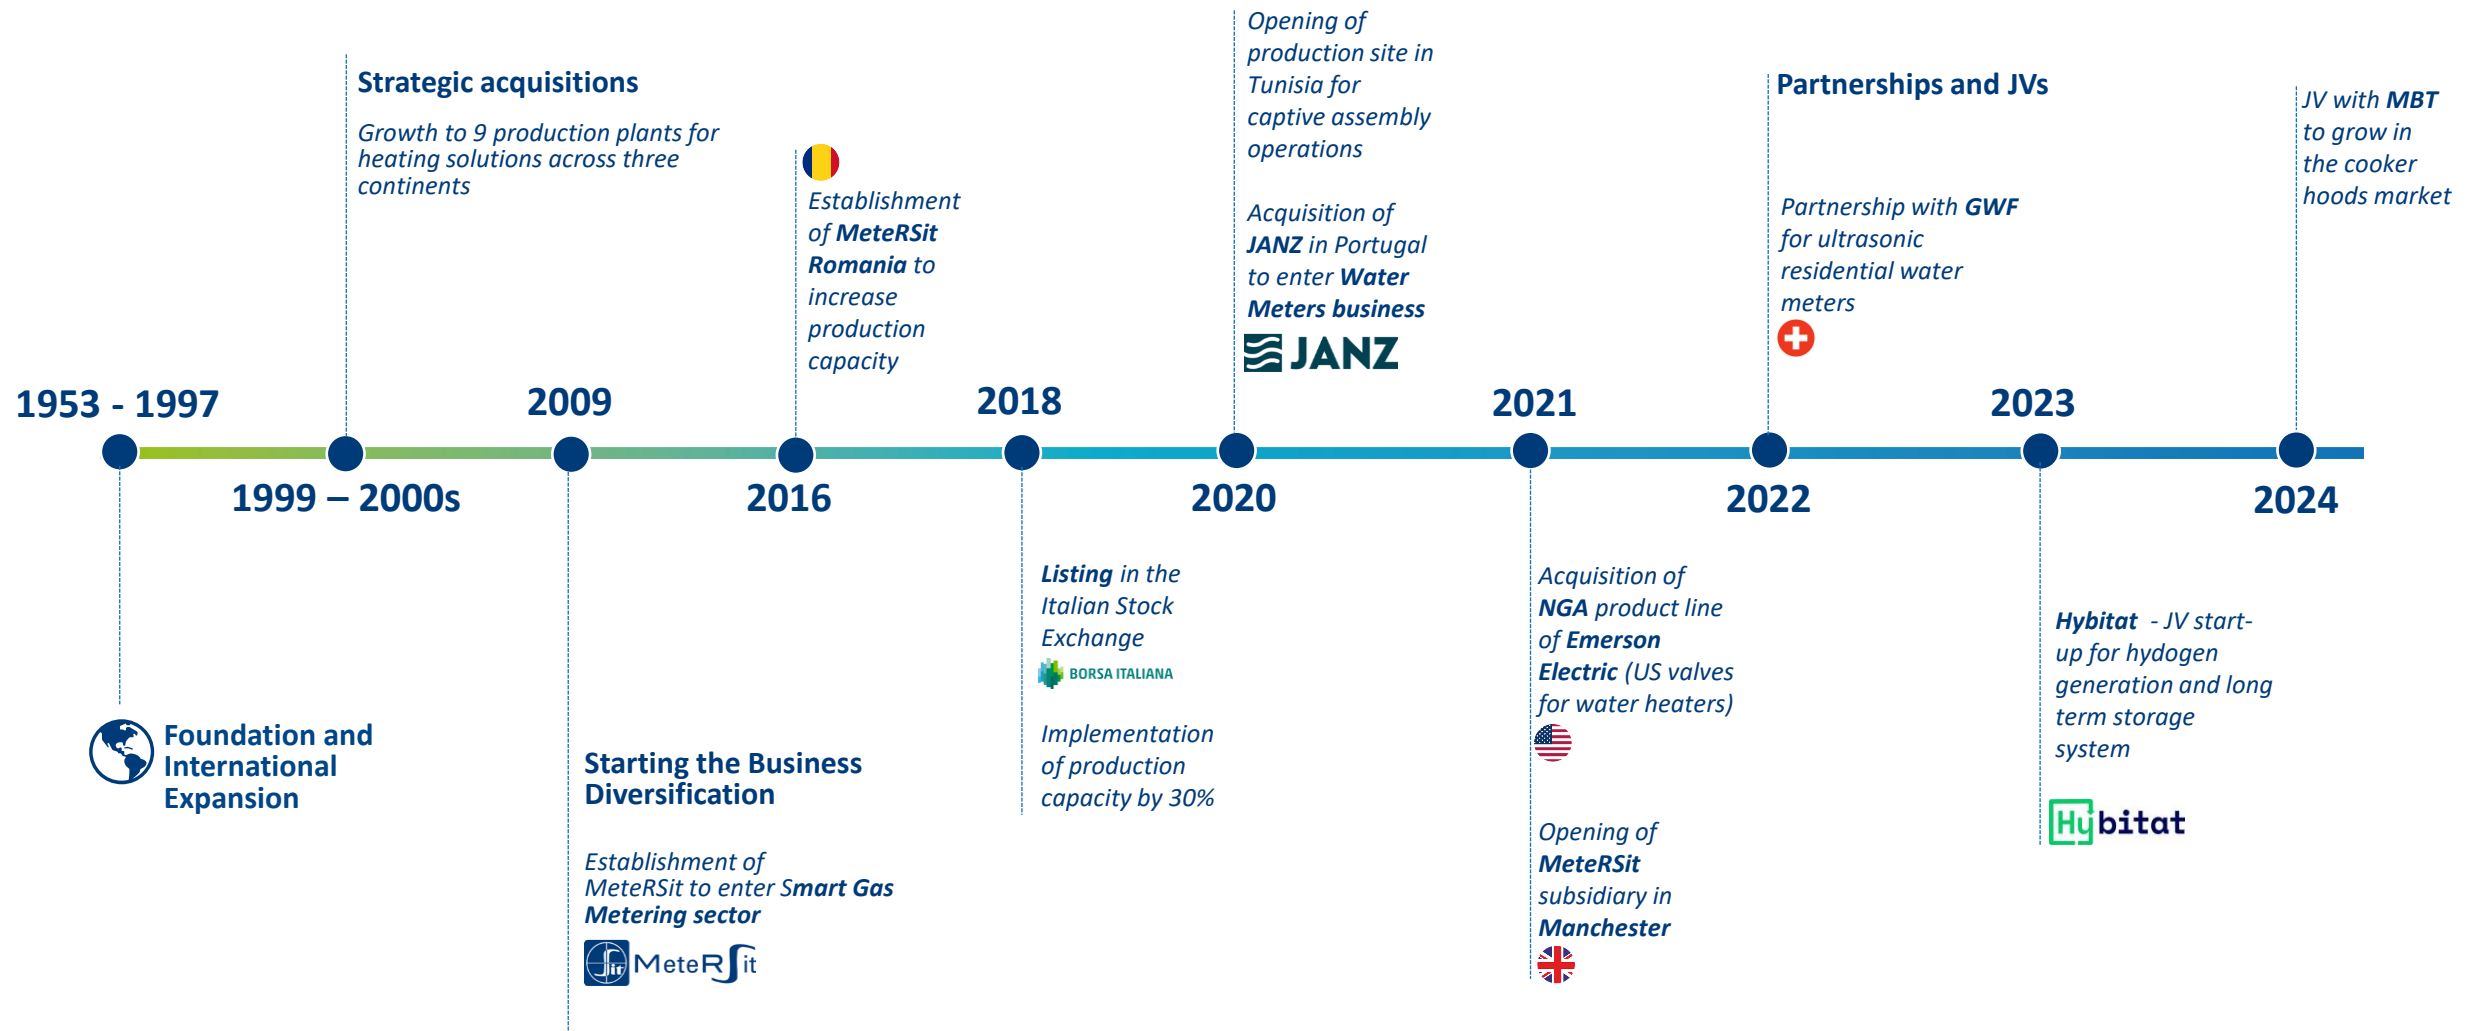 1953 - 1997
Foundation and
International
Expansion
1999 – 2000s
Strategic acquisitions
Growth to 9 production plants for
heating solutions across three
continents
2009
Starting the Business
Diversification
Establishment of
MeteRSit to enter Smart Gas
Metering sector
Sit MeteRSit
2016
Establishment
of MeteRSit
Romania to
increase
production
capacity
2018
Listing in the
Italian Stock
Exchange
BORSA ITALIANA
Implementation
of production
capacity by 30%
2020
Opening of
production site in
Tunisia for
captive assembly
operations
Acquisition of
JANZ in Portugal
to enter Water
Meters business
JANZ
2021
Acquisition of
NGA product line
of Emerson
Electric (US valves
for water heaters)
Opening of
MeteRSit
subsidiary in
Manchester
2022
Partnerships and JVs
Partnership with GWF
for ultrasonic
residential water
meters
2023
Hybitat - JV start-
up for hydogen
generation and long
term storage
system
Hybitat
2024
JV with MBT
to grow in
the cooker
hoods market